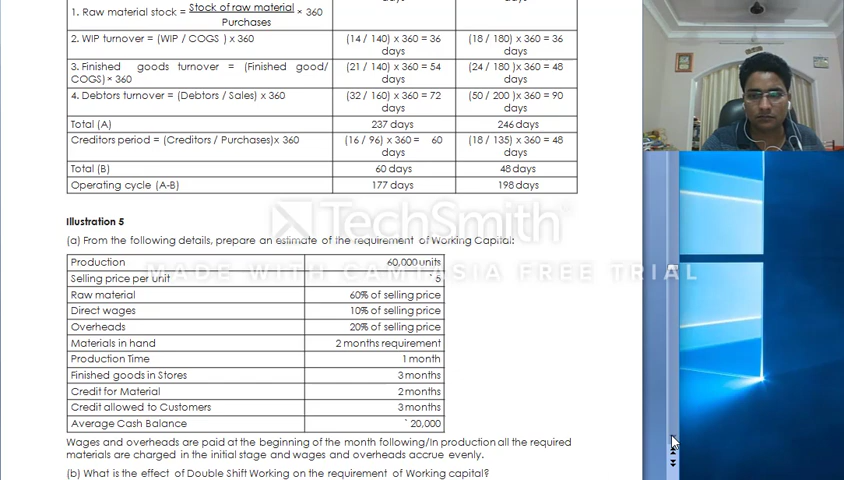 days days
1. Raw material stock = Stock of raw material × 360
Purchases
2. WIP turnover = (WIP / COGS ) x 360 (14 / 140) x 360 = 36 (18 / 180) x 360 = 36
days days
3. Finished goods turnover = (Finished good/ (21 / 140) x 360 = 54 (24 / 180 )x 360 = 48
COGS) × 360 days days
4. Debtors turnover = (Debtors / Sales) x 360 (32 / 160) x 360 = 72 (50 / 200 )x 360 = 90
days days
Total (A) 237 days 246 days
Creditors period = (Creditors / Purchases)x 360 (16 / 96) x 360 = 60 (18 / 135) x 360 = 48
days days
Total (B) 60 days 48 days
Operating cycle (A-B) 177 days 198 days
Illustration 5
TechSmith
(a) From the following details, prepare an estimate of the requirement of Working Capital:
Production 60,000 units
MADE WITH CAMTASIA FREE TRIAL
Selling price per unit ` 5
Raw material 60% of selling price
Direct wages 10% of selling price
Overheads 20% of selling price
Materials in hand 2 months requirement
Production Time 1 month
Finished goods in Stores 3 months
Credit for Material 2 months
Credit allowed to Customers 3 months
Average Cash Balance ` 20,000
Wages and overheads are paid at the beginning of the month following/In production all the required
materials are charged in the initial stage and wages and overheads accrue evenly.
(b) What is the effect of Double Shift Working on the requirement of Working capital?